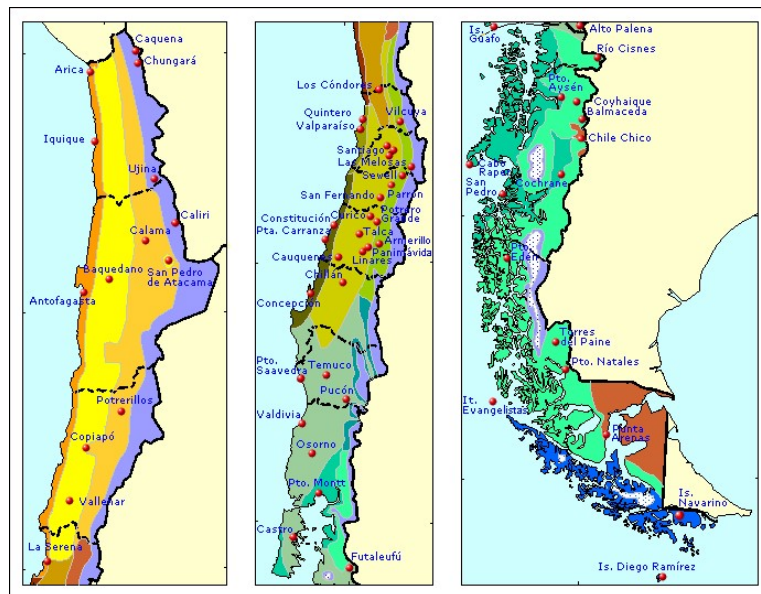 Caquena
Chungará
Arica
Iquique
Ujina
Caliri
Calama
Baquedano
San Pedro
de Atacama
Antofagasta
Potrerillos
Copiapó
Vallenar
La Serena
Los Cóndores
Quintero
Vilcuya
Valparaíso
Santiago
Las Melosas
Sewell
San Fernando
Parrón
Constitución
Curicó
Potrero
Grande
Pta. Carranza
Talca
Armerillo
Cauquenes
Panimávida
Linares
Chillán
Concepción
Pto.
Saavedra
Temuco
Pucón
Valdivia
Osorno
Pto. Montt
Castro
Futaleufú
Is.
Guafo
Alto Palena
Río Cisnes
Pto.
Aysén
Coyhaique
Balmaceda
Chile Chico
Cabo
Raper
Cochrane
San
Pedro
Pto.
Edén
Torres
del Paine
Pto. Natales
It.
Evangelistas
Punta
Arenas
Is.
Navarino
Is. Diego Ramírez